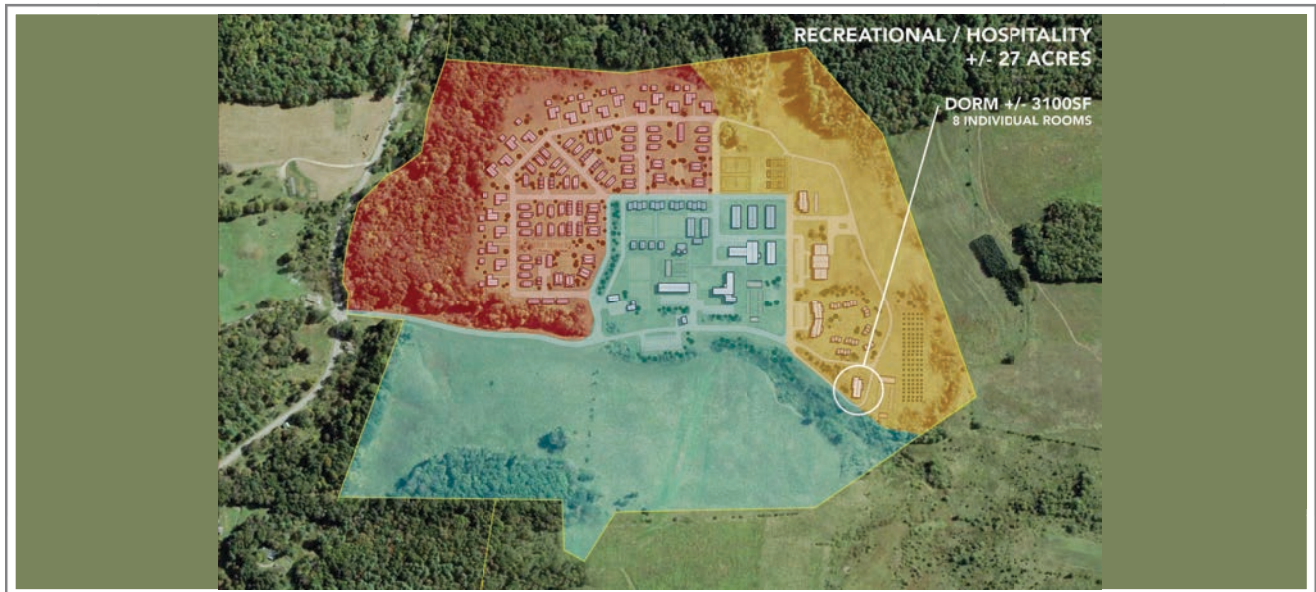 RECREATIONAL / HOSPITALITY
+/- 27 ACRES
DORM +/- 3100SF
8 INDIVIDUAL ROOMS